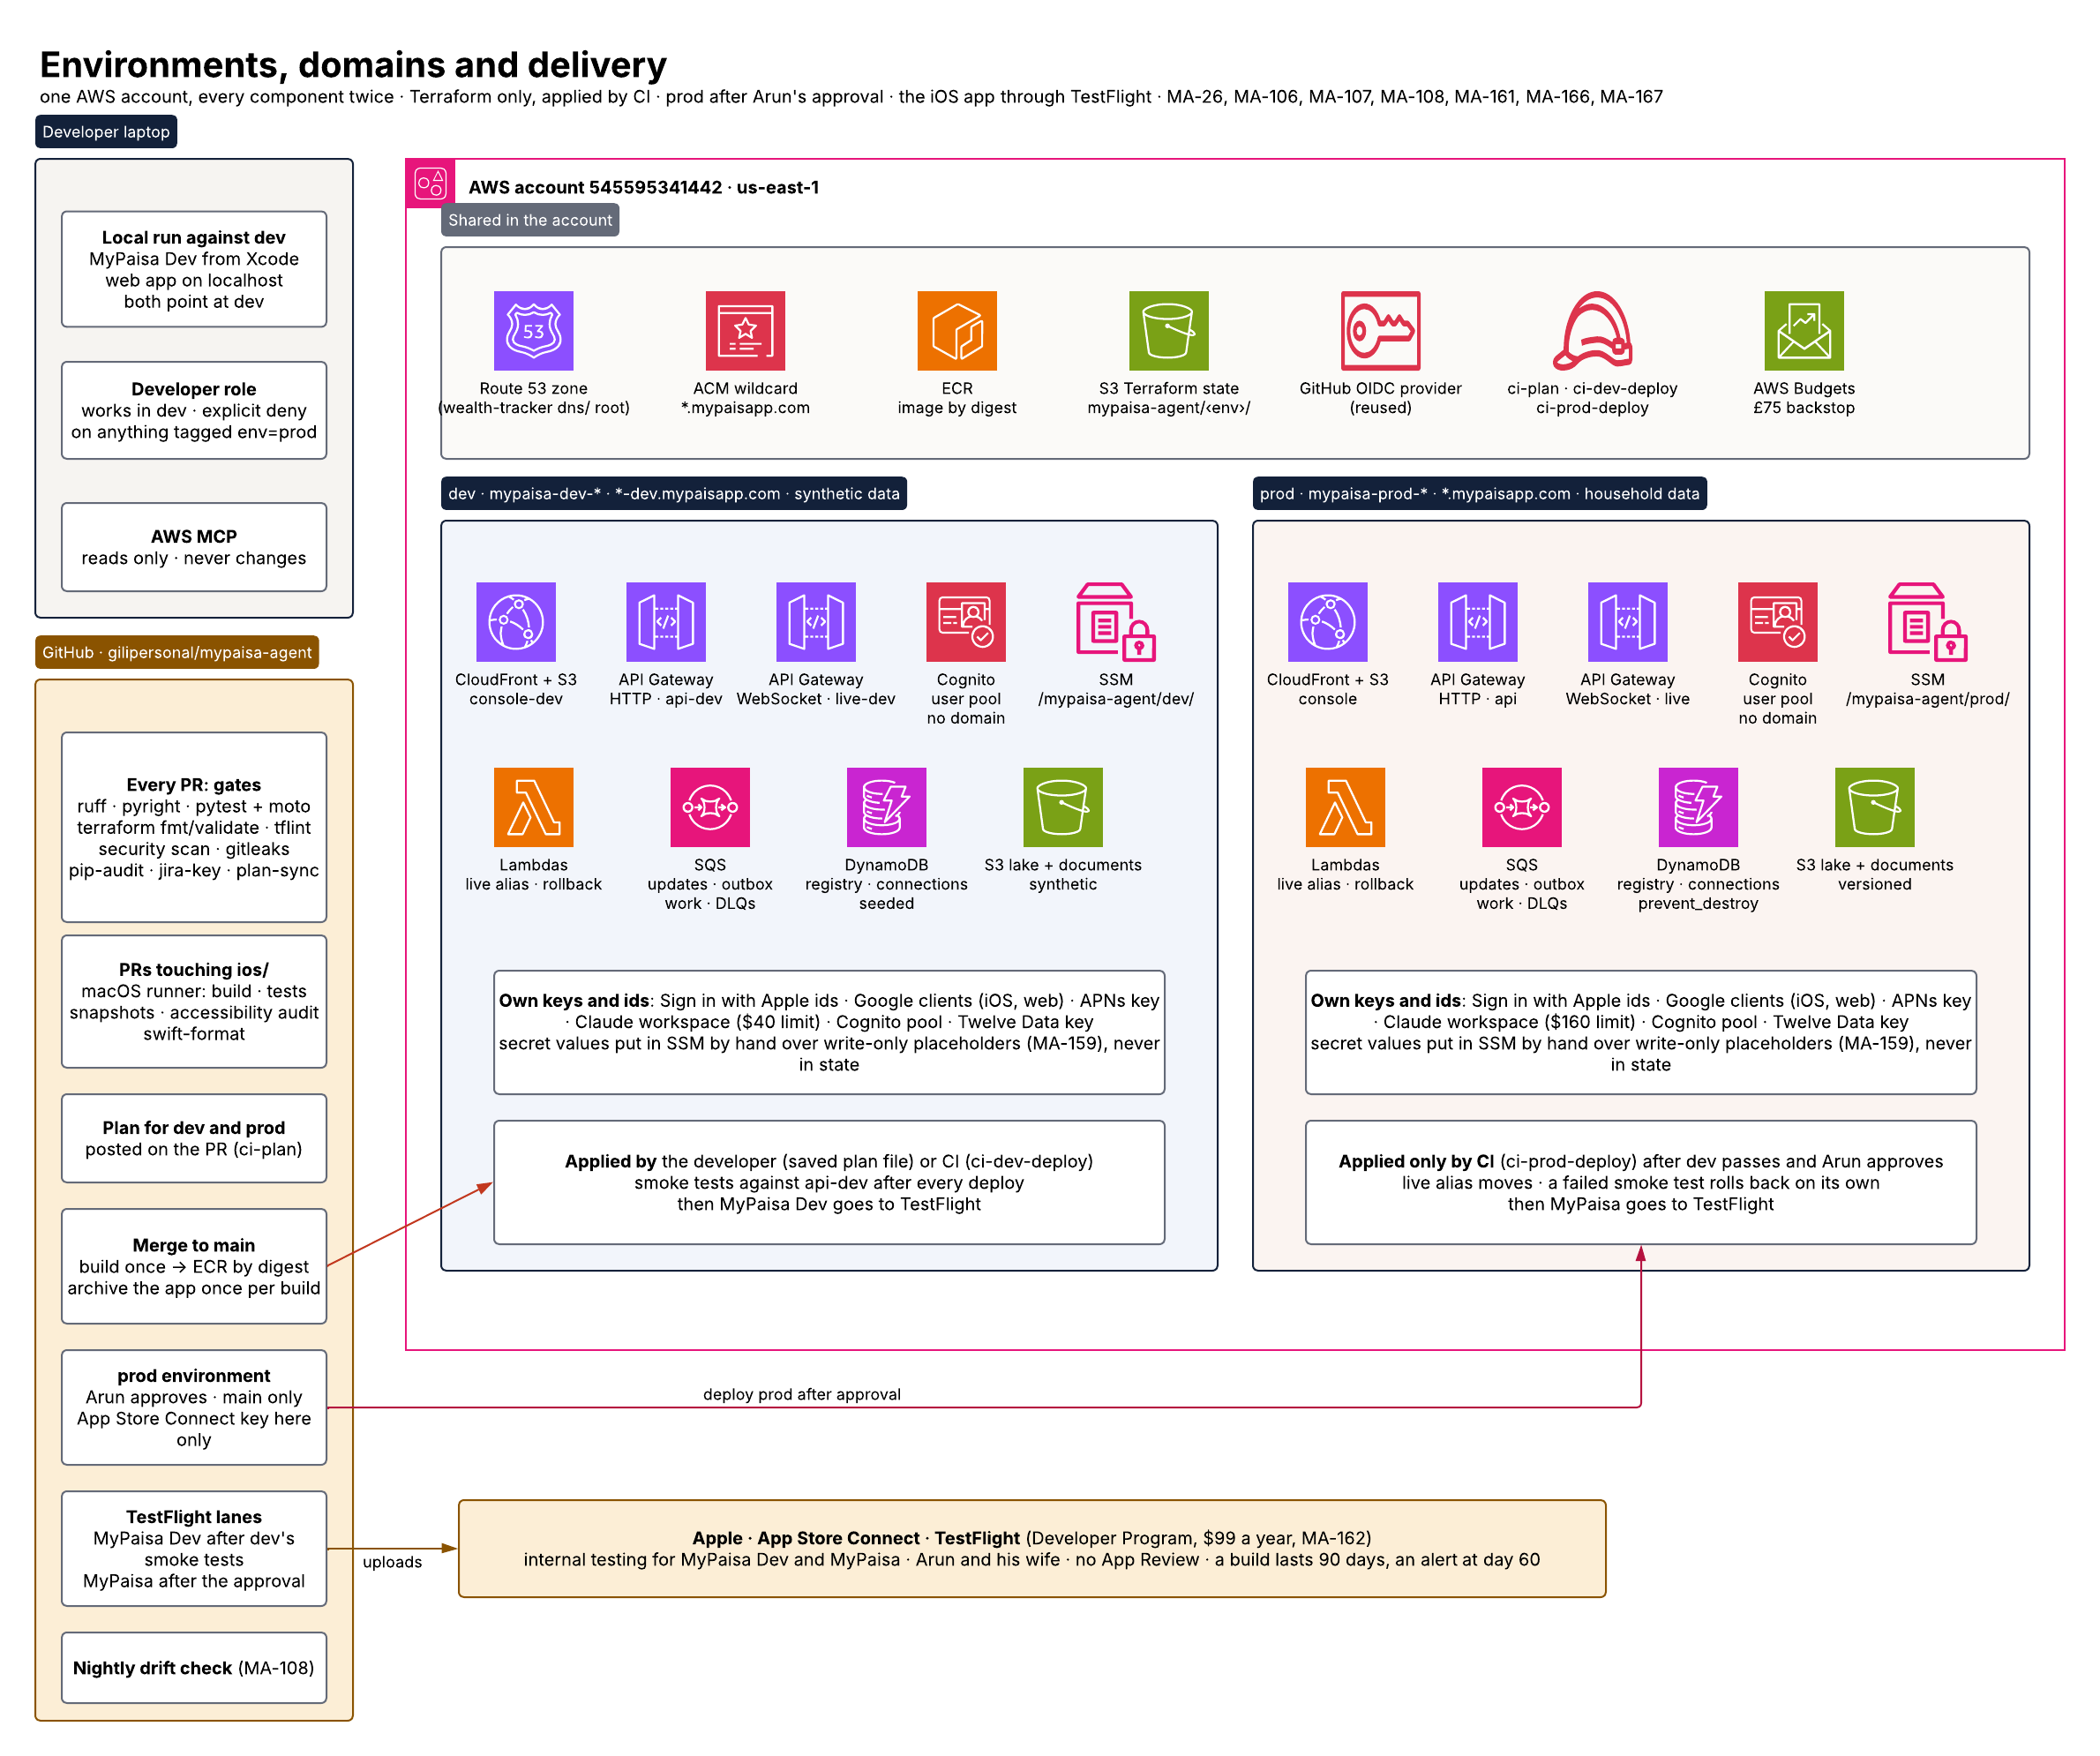 Environments, domains and delivery
one AWS account, every component twice · Terraform only, applied by CI · prod after Arun's approval · the iOS app through TestFlight · MA-26, MA-106, MA-107, MA-108, MA-161, MA-166, MA-167
Developer laptop
Local run against dev
MyPaisa Dev from Xcode
web app on localhost
both point at dev
Developer role
works in dev · explicit deny
on anything tagged env=prod
AWS MCP
reads only · never changes
GitHub · gilipersonal/mypaisa-agent
Every PR: gates
ruff · pyright · pytest + moto
terraform fmt/validate · tflint
security scan · gitleaks
pip-audit · jira-key · plan-sync
PRs touching ios/
macOS runner: build · tests
snapshots · accessibility audit
swift-format
Plan for dev and prod
posted on the PR (ci-plan)
Merge to main
build once → ECR by digest
archive the app once per build
prod environment
Arun approves · main only
App Store Connect key here
only
TestFlight lanes
MyPaisa Dev after dev's
smoke tests
MyPaisa after the approval
Nightly drift check (MA-108)
AWS account 545595341442 · us-east-1
Shared in the account
53
Route 53 zone
(wealth-tracker dns/ root)
ACM wildcard
*.mypaisapp.com
ECR
image by digest
S3 Terraform state
mypaisa-agent/‹env›/
GitHub OIDC provider
(reused)
ci-plan · ci-dev-deploy
ci-prod-deploy
AWS Budgets
£75 backstop
dev · mypaisa-dev-* · *-dev.mypaisapp.com · synthetic data
CloudFront + S3
console-dev
API Gateway
HTTP · api-dev
API Gateway
WebSocket · live-dev
Cognito
user pool
no domain
SSM
/mypaisa-agent/dev/
Lambdas
live alias · rollback
SQS
updates · outbox
work · DLQs
DynamoDB
registry · connections
seeded
S3 lake + documents
synthetic
Own keys and ids: Sign in with Apple ids · Google clients (iOS, web) · APNs key
· Claude workspace ($40 limit) · Cognito pool · Twelve Data key
secret values put in SSM by hand over write-only placeholders (MA-159), never
in state
Applied by the developer (saved plan file) or CI (ci-dev-deploy)
smoke tests against api-dev after every deploy
then MyPaisa Dev goes to TestFlight
prod · mypaisa-prod-* · *.mypaisapp.com · household data
CloudFront + S3
console
API Gateway
HTTP · api
API Gateway
WebSocket · live
Cognito
user pool
no domain
SSM
/mypaisa-agent/prod/
Lambdas
live alias · rollback
SQS
updates · outbox
work · DLQs
DynamoDB
registry · connections
prevent_destroy
S3 lake + documents
versioned
Own keys and ids: Sign in with Apple ids · Google clients (iOS, web) · APNs key
· Claude workspace ($160 limit) · Cognito pool · Twelve Data key
secret values put in SSM by hand over write-only placeholders (MA-159), never
in state
Applied only by CI (ci-prod-deploy) after dev passes and Arun approves
live alias moves · a failed smoke test rolls back on its own
then MyPaisa goes to TestFlight
deploy prod after approval
uploads
Apple · App Store Connect · TestFlight (Developer Program, $99 a year, MA-162)
internal testing for MyPaisa Dev and MyPaisa · Arun and his wife · no App Review · a build lasts 90 days, an alert at day 60